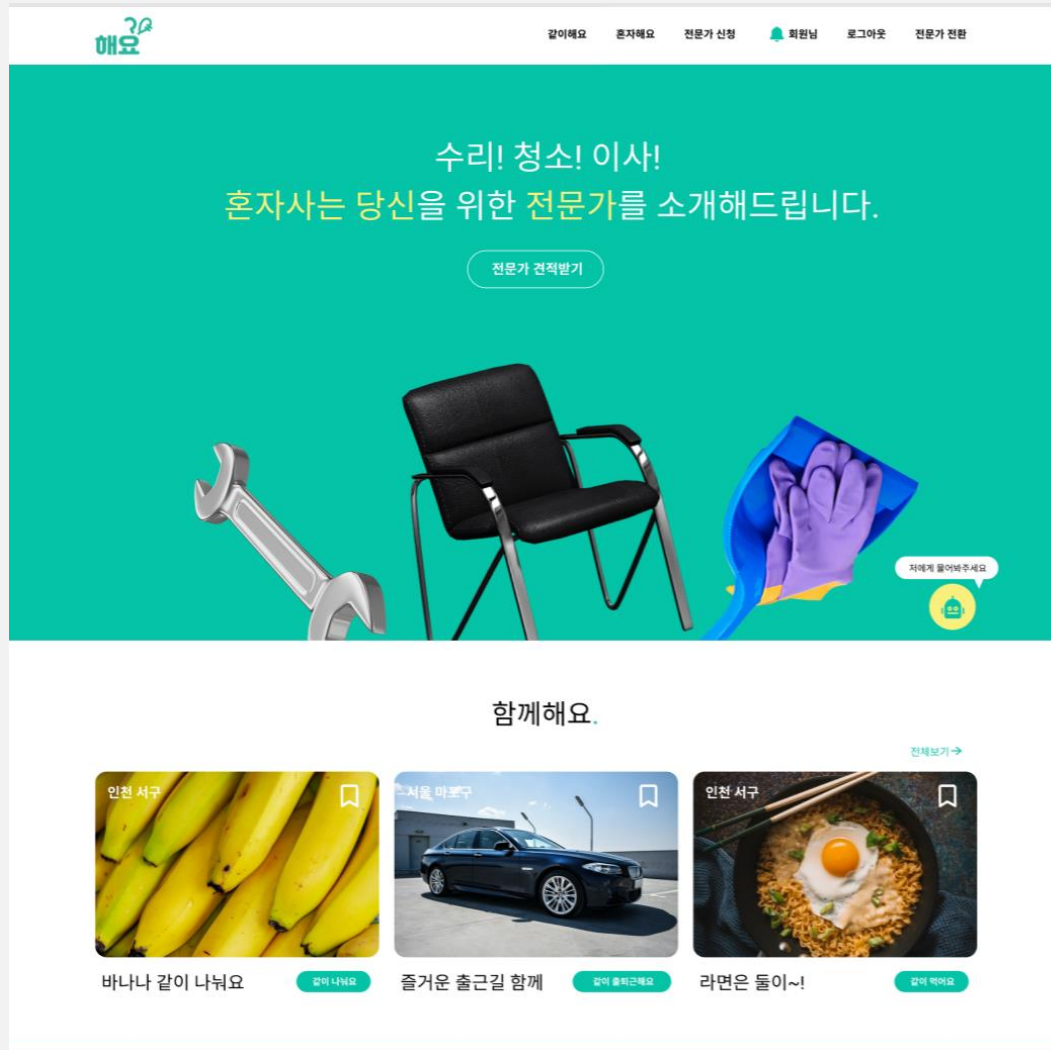 해요
같이해요 혼자해요 전문가 신청 회원님 로그아웃 전문가 전환
수리! 청소! 이사!
혼자사는 당신을 위한 전문가를 소개해드립니다.
전문가 견적받기
저에게 물어봐주세요
함께해요.
전체보기→
인천 서구
서울 마포구
인천 서구
바나나 같이 나눠요
같이 나눠요
즐거운 출근길 함께
같이 출퇴근해요
라면은 둘이~!
같이 먹어요